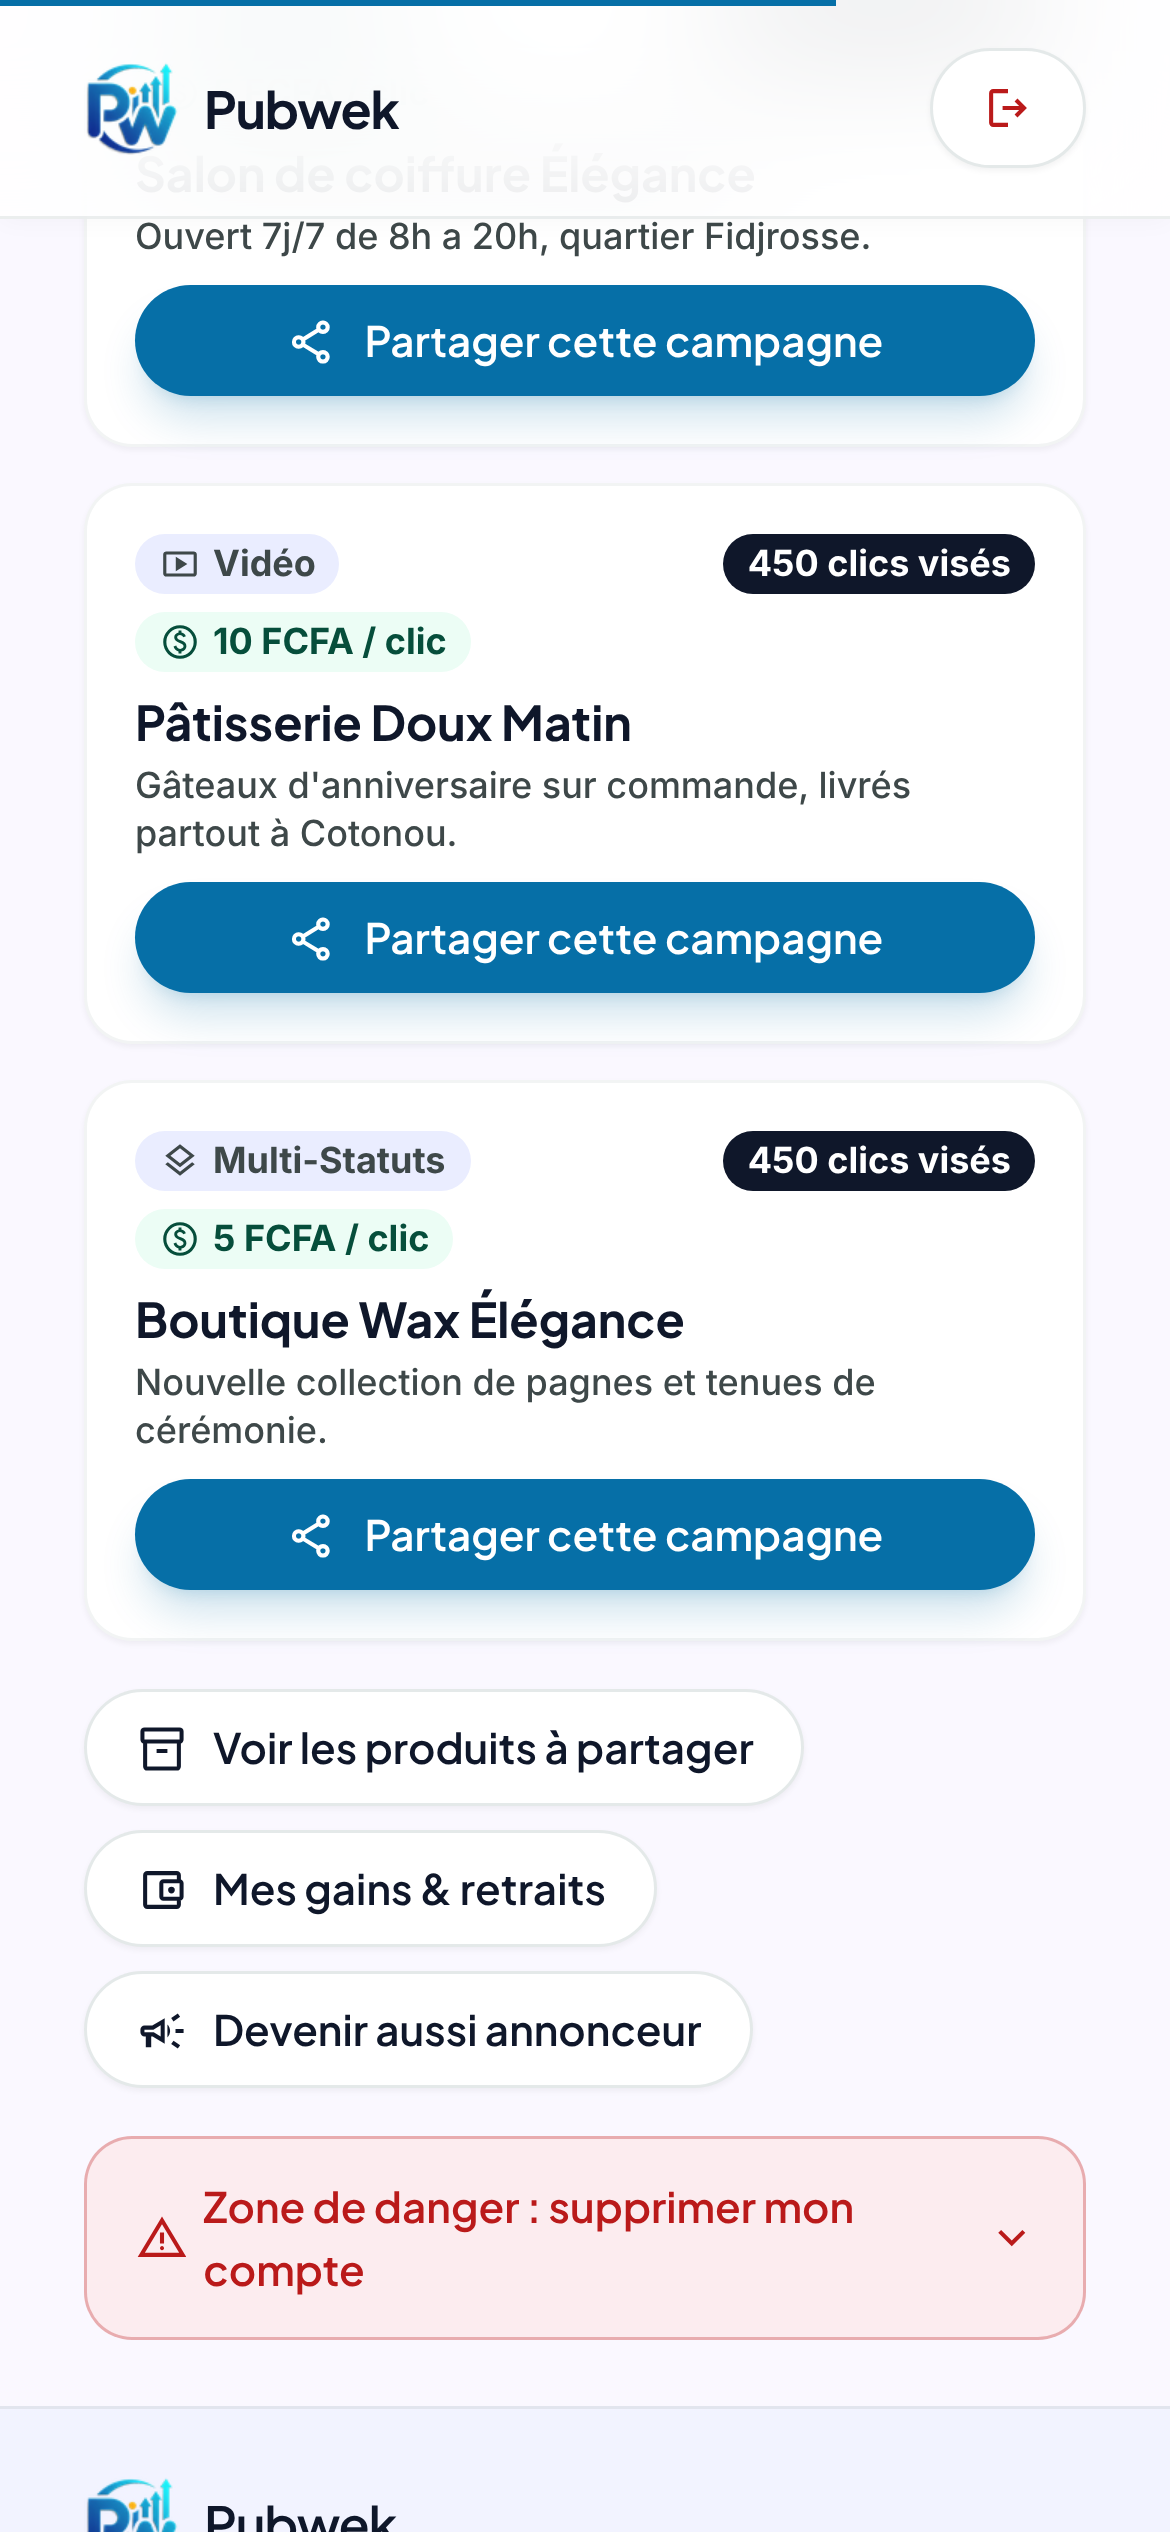 Pubwek
Salon de coiffure Élégance
Ouvert 7j/7 de 8h a 20h, quartier Fidjrosse.
Partager cette campagne
Vidéo
450 clics visés
10 FCFA / clic
Pâtisserie Doux Matin
Gâteaux d'anniversaire sur commande, livrés
partout à Cotonou.
Partager cette campagne
Multi-Statuts
450 clics visés
5 FCFA / clic
Boutique Wax Élégance
Nouvelle collection de pagnes et tenues de
cérémonie.
Partager cette campagne
Voir les produits à partager
Mes gains & retraits
Devenir aussi annonceur
Zone de danger : supprimer mon
compte
Pubwek